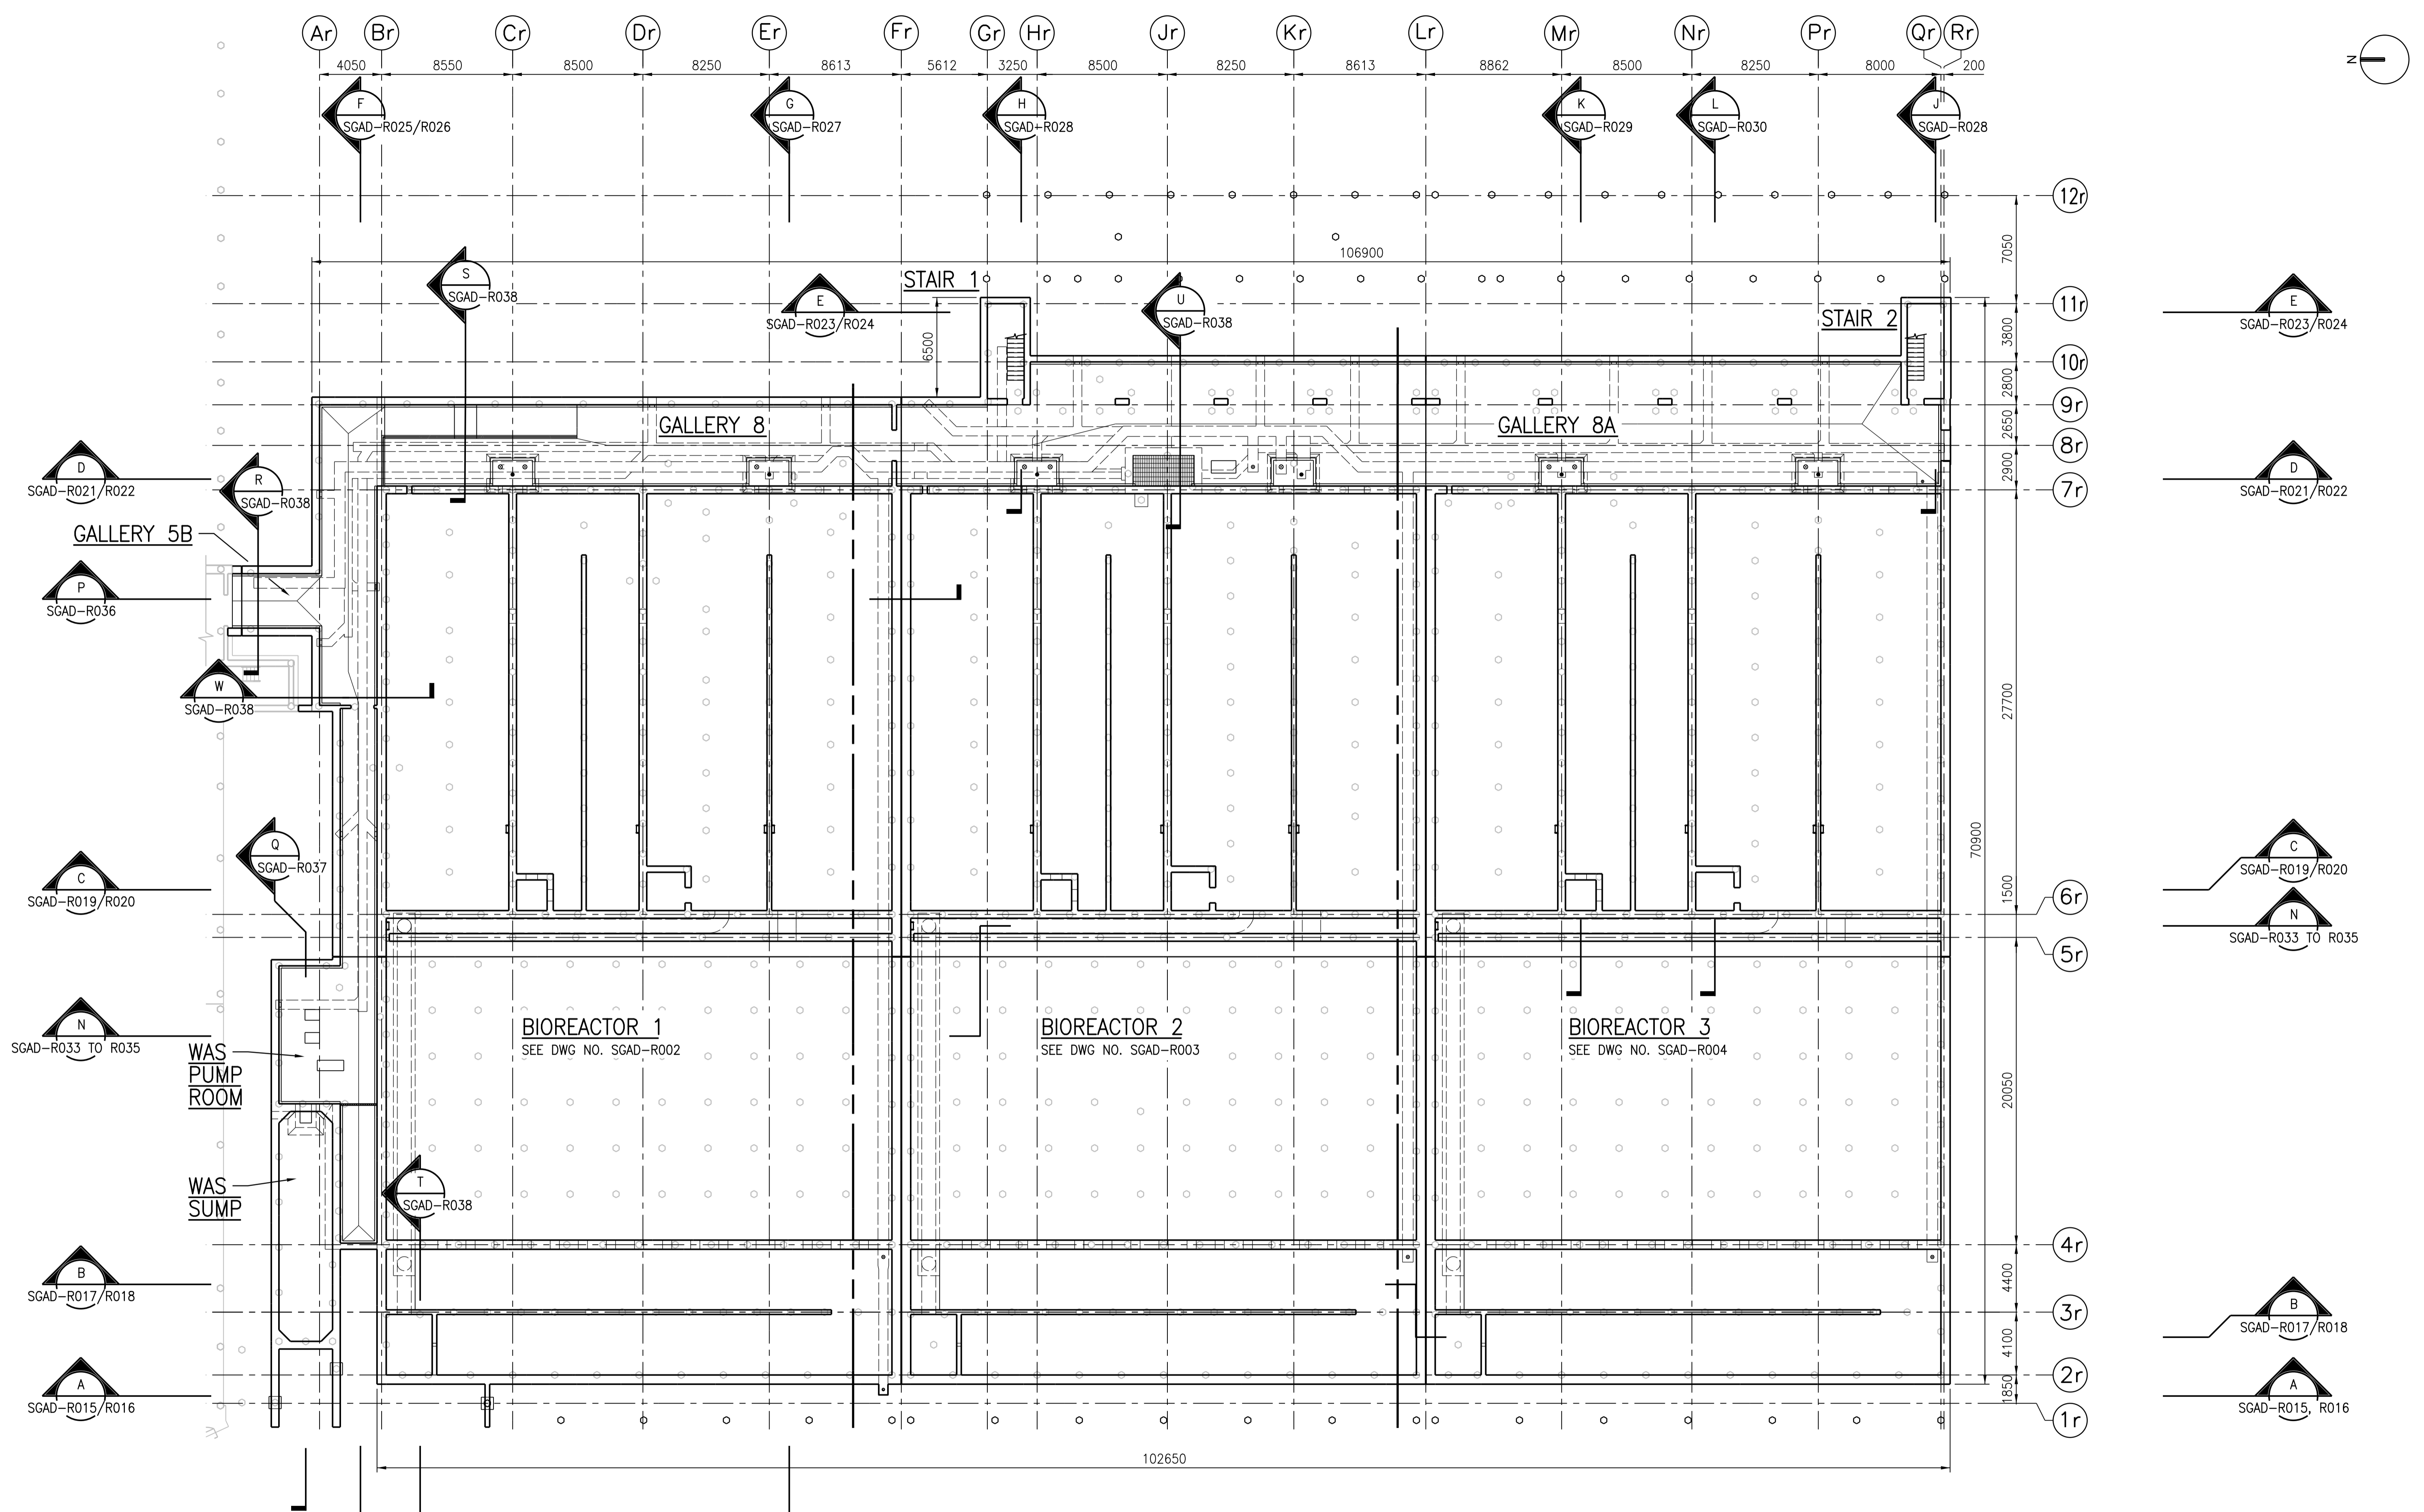 Ar Br Cr Dr Er Fr Gr Hr Jr Kr Lr Mr Nr Pr Qr Rr
4050 8550 8500 8250 8613 5612 3250 8500 8250 8613 8862 8500 8250 8000 200
N
F
SGAD-R025/R026
G
SGAD-R027
H
SGAD-R028
K
SGAD-R029
L
SGAD-R030
J
SGAD-R028
12r
7050
106900
S
SGAD-R038
E
SGAD-R023/R024
STAIR 1
6500
U
SGAD-R038
STAIR 2
11r
E
SGAD-R023/R024
3800
10r
2800
9r
GALLERY 8
GALLERY 8A
2650
8r
D
SGAD-R021/R022
R
SGAD-R038
2900
D
SGAD-R021/R022
7r
GALLERY 5B
P
SGAD-R036
W
SGAD-R038
27700
Q
SGAD-R037
70900
C
SGAD-R019/R020
C
SGAD-R019/R020
1500
6r
N
SGAD-R033 TO R035
5r
N
SGAD-R033 TO R035
WAS
PUMP
ROOM
BIOREACTOR 1
SEE DWG NO. SGAD-R002
BIOREACTOR 2
SEE DWG NO. SGAD-R003
BIOREACTOR 3
SEE DWG NO. SGAD-R004
20050
WAS
SUMP
T
SGAD-R038
4r
B
SGAD-R017/R018
4400
B
SGAD-R017/R018
3r
4100
2r
A
SGAD-R015/R016
1850
A
SGAD-R015, R016
1r
102650